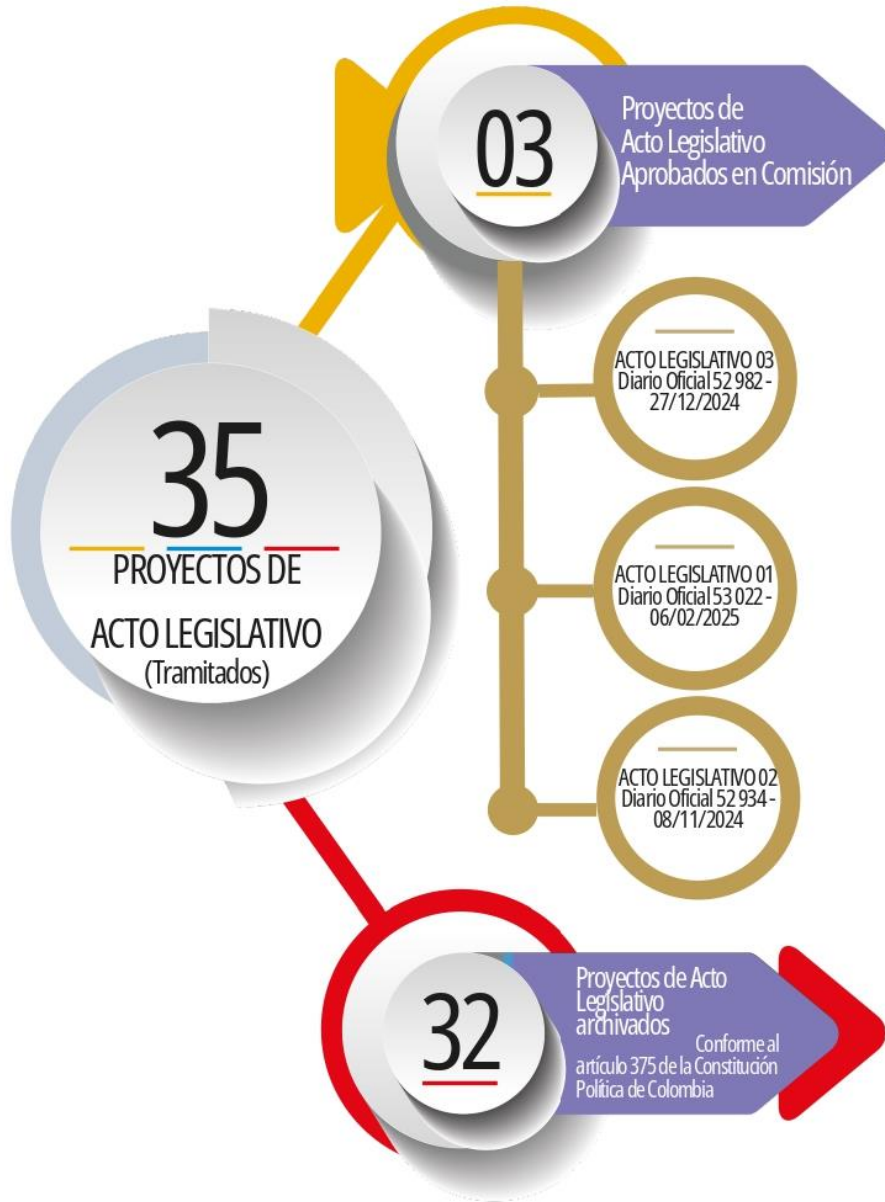 03
Proyectos de
Acto Legislativo
Aprobados en Comisión
ACTO LEGISLATIVO 03
Diario Oficial 52 982 -
27/12/2024
35
PROYECTOS DE
ACTO LEGISLATIVO
(Tramitados)
ACTO LEGISLATIVO 01
Diario Oficial 53 022 -
06/02/2025
ACTO LEGISLATIVO 02
Diario Oficial 52 934 -
08/11/2024
32
Proyectos de Acto
Legislativo
archivados
Conforme al
artículo 375 de la Constitución
Política de Colombia